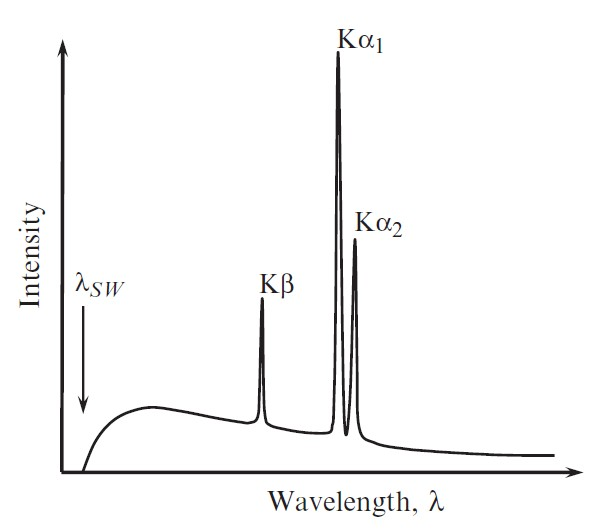 Kα₁
Kα₂
Kβ
λSW
Intensity
Wavelength, λ